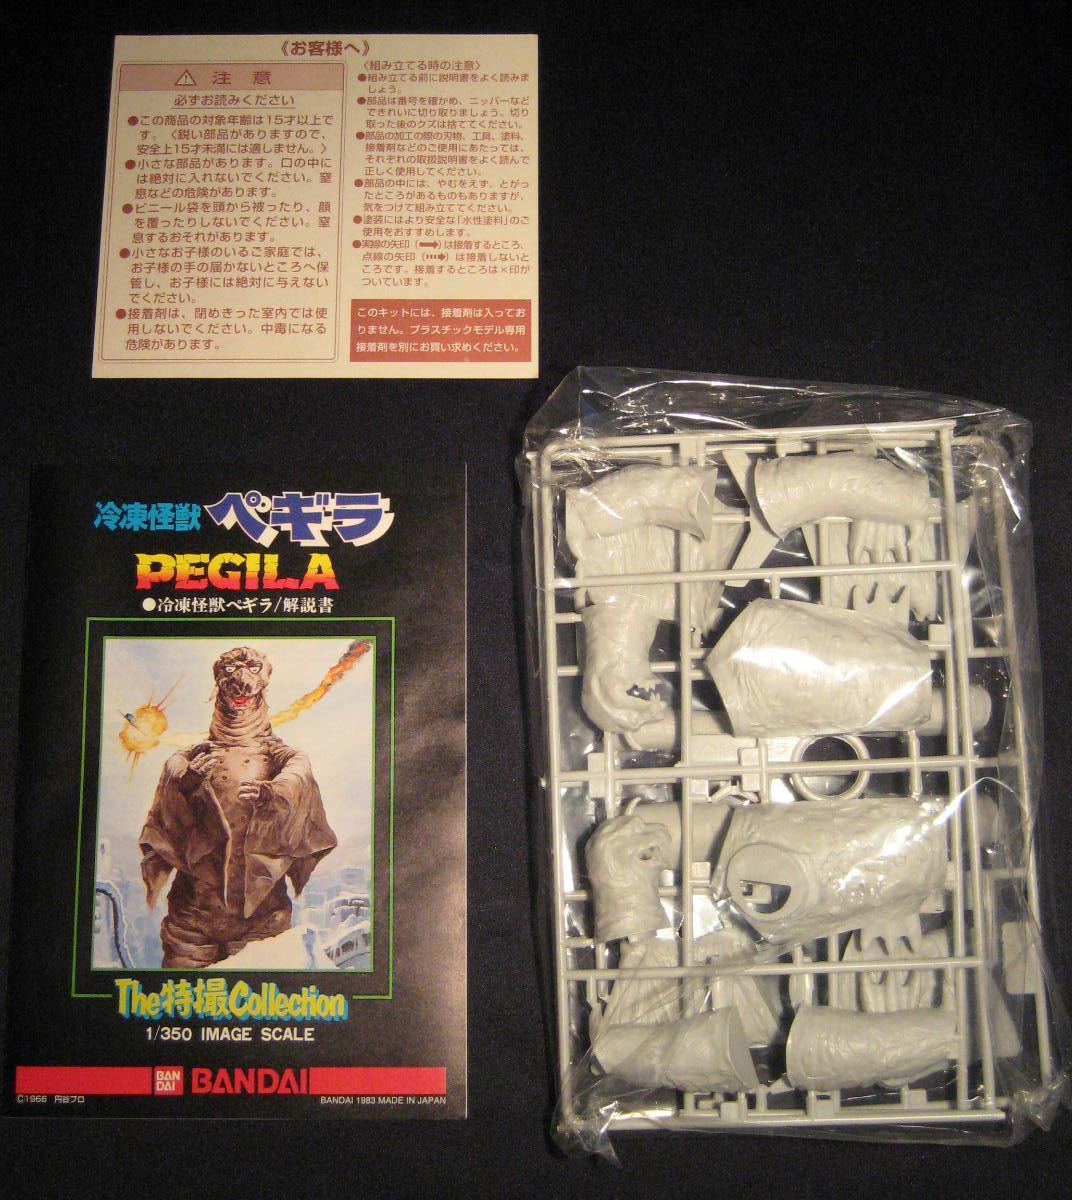 《お客様へ》
⚠ 注 意
必ずお読みください
●この商品の対象年齢は15才以上で
す。〈鋭い部品がありますので、
安全上15才未満には適しません。〉
●小さな部品があります。口の中に
は絶対に入れないでください。窒
息などの危険があります。
●ビニール袋を頭から被ったり、顔
を覆ったりしないでください。窒
息するおそれがあります。
●小さなお子様のいるご家庭では、
お子様の手の届かないところへ保
管し、お子様には絶対に与えない
でください。
●接着剤は、閉めきった室内では使
用しないでください。中毒になる
危険があります。
〈組み立てる時の注意〉
●組み立てる前に説明書をよく読みま
しょう。
●部品は番号を確かめ、ニッパーなど
できれいに切り取りましょう。切り
取った後のクズは捨ててください。
●部品の加工の際の刃物、工具、塗料、
接着剤などのご使用にあたっては、
それぞれの取扱説明書をよく読んで
正しく使用してください。
●部品の中には、やむをえず、とがっ
たところがあるものもありますが、
気をつけて組み立ててください。
●塗装にはより安全な「水性塗料」のご
使用をおすすめします。
●実線の矢印(➡)は接着するところ、
点線の矢印(┅➡)は接着しないと
ころです。接着するところは×印が
ついています。
このキットには、接着剤は入ってお
りません。プラスチックモデル専用
接着剤を別にお買い求めください。
冷凍怪獣 ペギラ
PEGILA
●冷凍怪獣ペギラ/解説書
The特撮Collection
1/350 IMAGE SCALE
BAN
DAI
BANDAI
©1966 円谷プロ
BANDAI 1983 MADE IN JAPAN